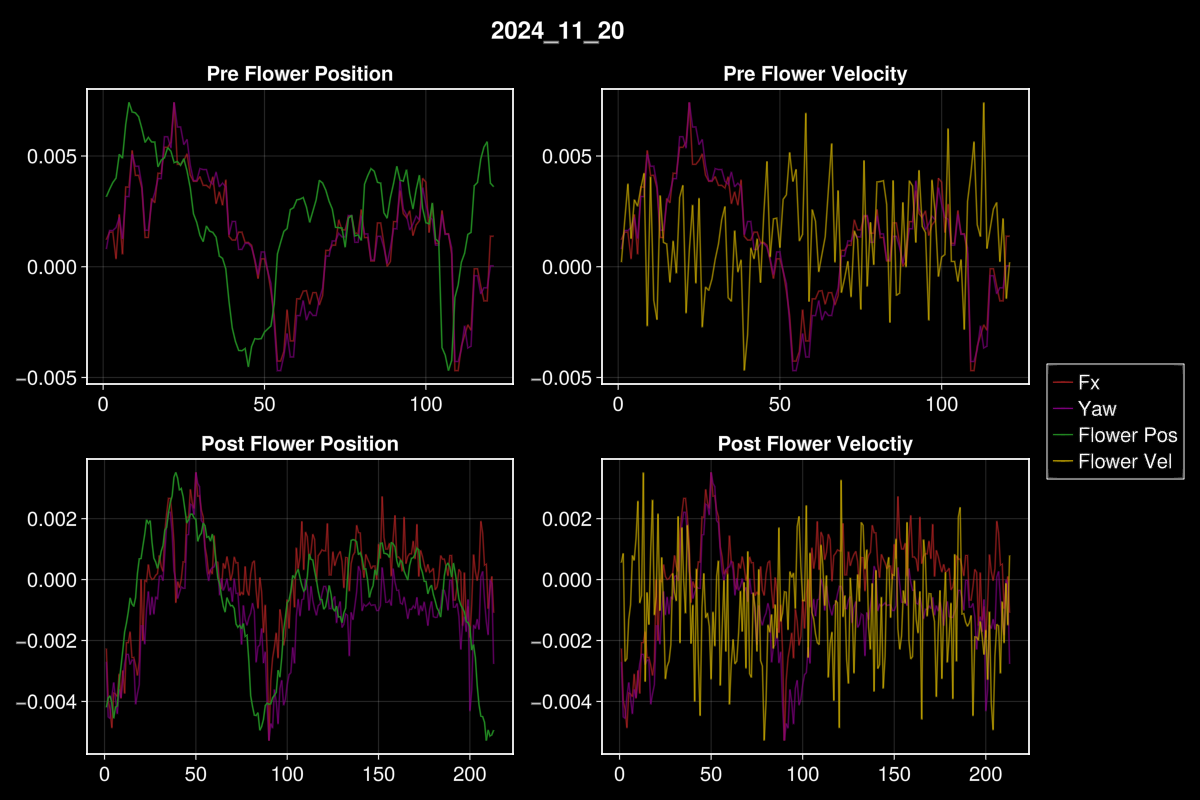 2024_11_20
Pre Flower Position
Pre Flower Velocity
0.005
0.000
−0.005
0 50 100
0.005
0.000
−0.005
0 50 100
Fx
Yaw
Flower Pos
Flower Vel
Post Flower Position
Post Flower Veloctiy
0.002
0.000
−0.002
−0.004
0 50 100 150 200
0.002
0.000
−0.002
−0.004
0 50 100 150 200